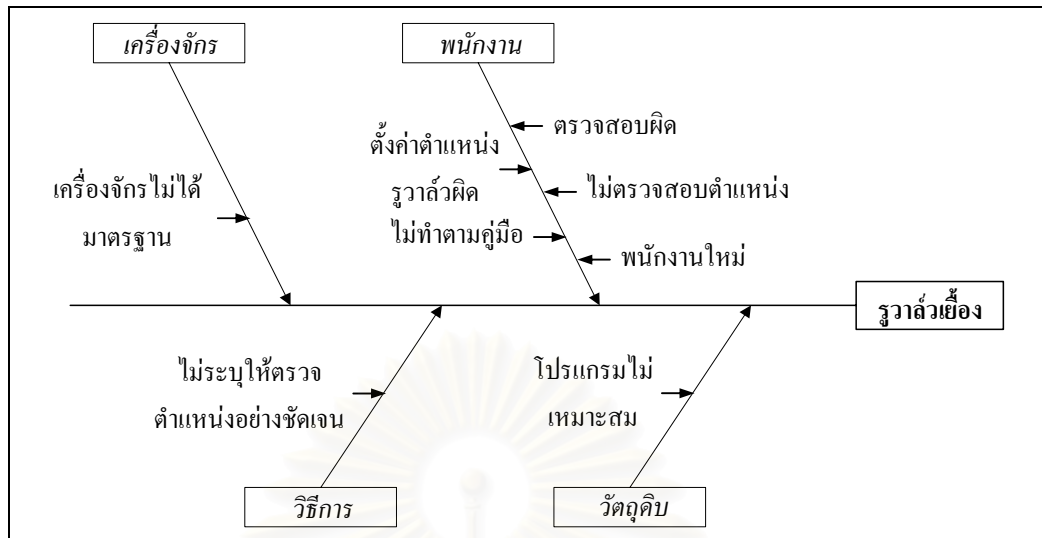 เครื่องจักร
พนักงาน
ตรวจสอบผิด
ตั้งค่าตำแหน่ง
รูวาล์วผิด
ไม่ตรวจสอบตำแหน่ง
ไม่ทำตามคู่มือ
พนักงานใหม่
เครื่องจักรไม่ได้
มาตรฐาน
รูวาล์วเยื้อง
ไม่ระบุให้ตรวจ
ตำแหน่งอย่างชัดเจน
โปรแกรมไม่
เหมาะสม
วิธีการ
วัตถุดิบ